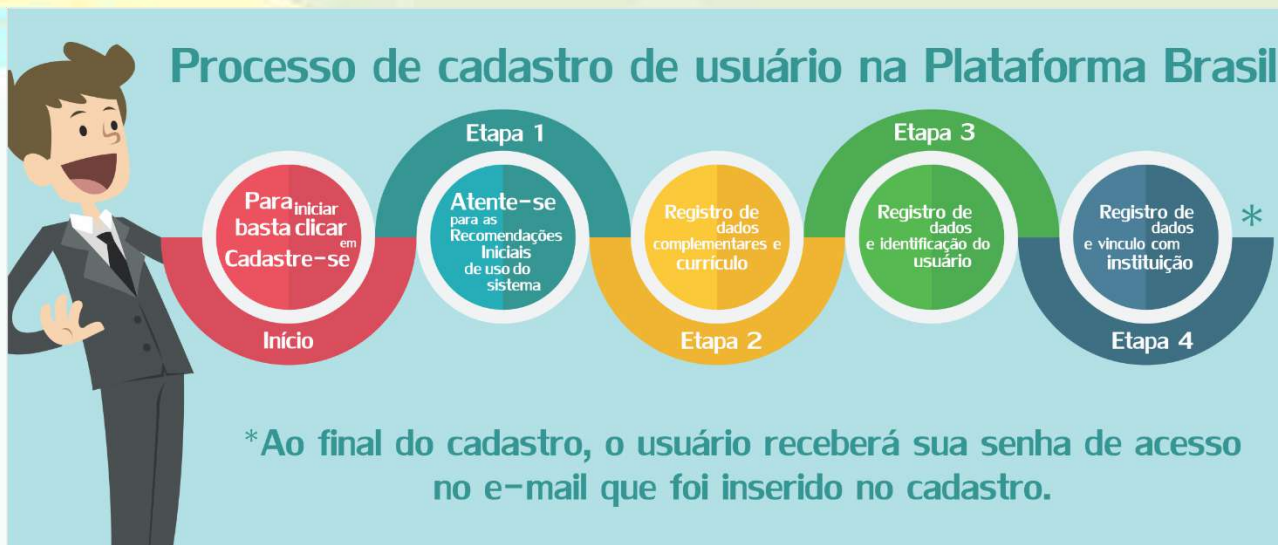 Processo de cadastro de usuário na Plataforma Brasil
Para iniciar
basta clicar
em
Cadastre-se
Início
Etapa 1
Atente-se
para as
Recomendações
Iniciais
de uso do
sistema
Registro de
dados
complementares e
currículo
Etapa 2
Etapa 3
Registro de
dados
e identificação do
usuário
Registro de
dados
e vinculo com
instituição
*
Etapa 4
*Ao final do cadastro, o usuário receberá sua senha de acesso
no e-mail que foi inserido no cadastro.